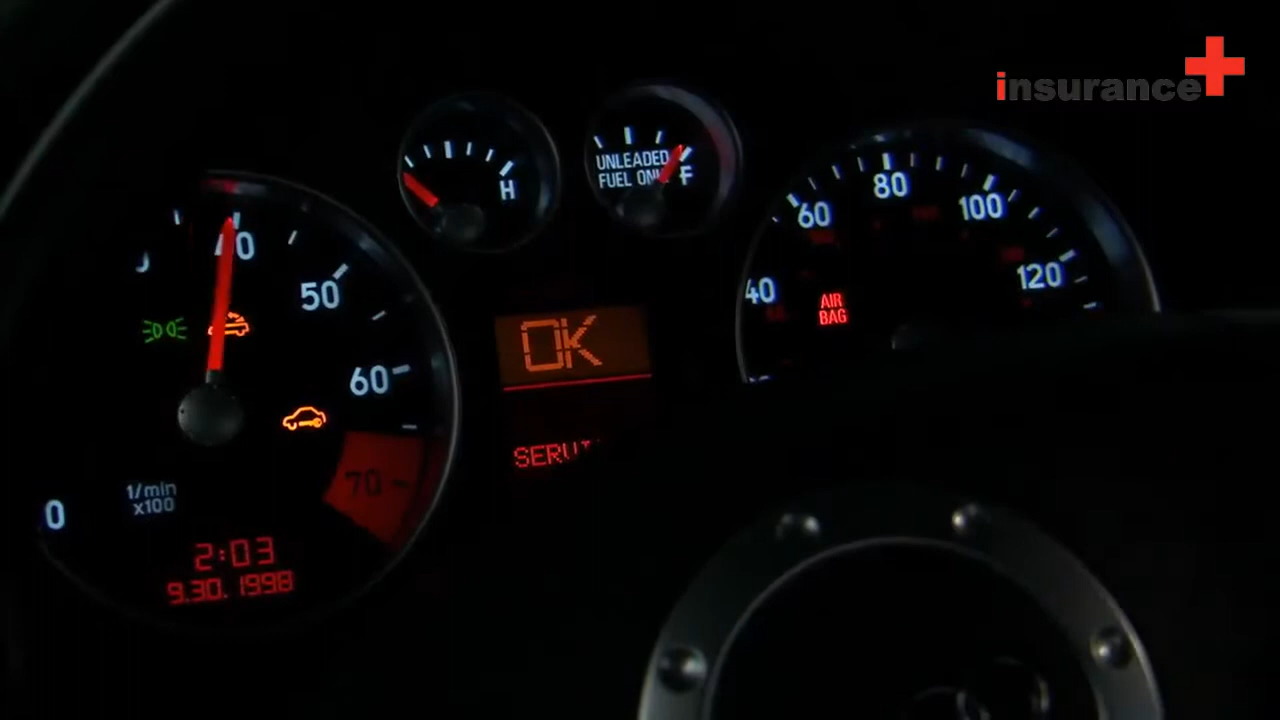 insurance
H
UNLEADED
FUEL ONLY
F
40
60
80
100
120
AIR
BAG
40
50
60
70
0
1/min
x100
2:03
9.30.1998
OK